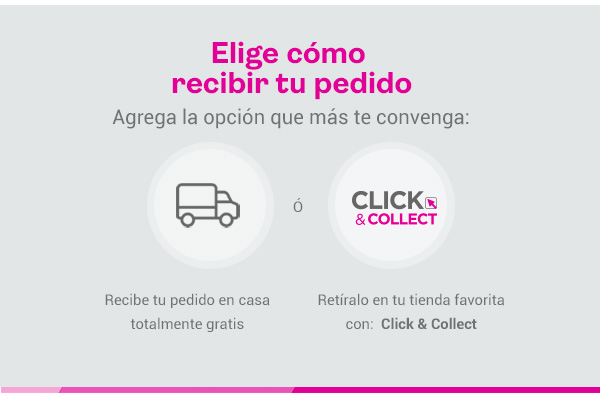 Elige cómo
recibir tu pedido
Agrega la opción que más te convenga:
ó
CLICK
& COLLECT
Recibe tu pedido en casa
totalmente gratis
Retíralo en tu tienda favorita
con: Click & Collect